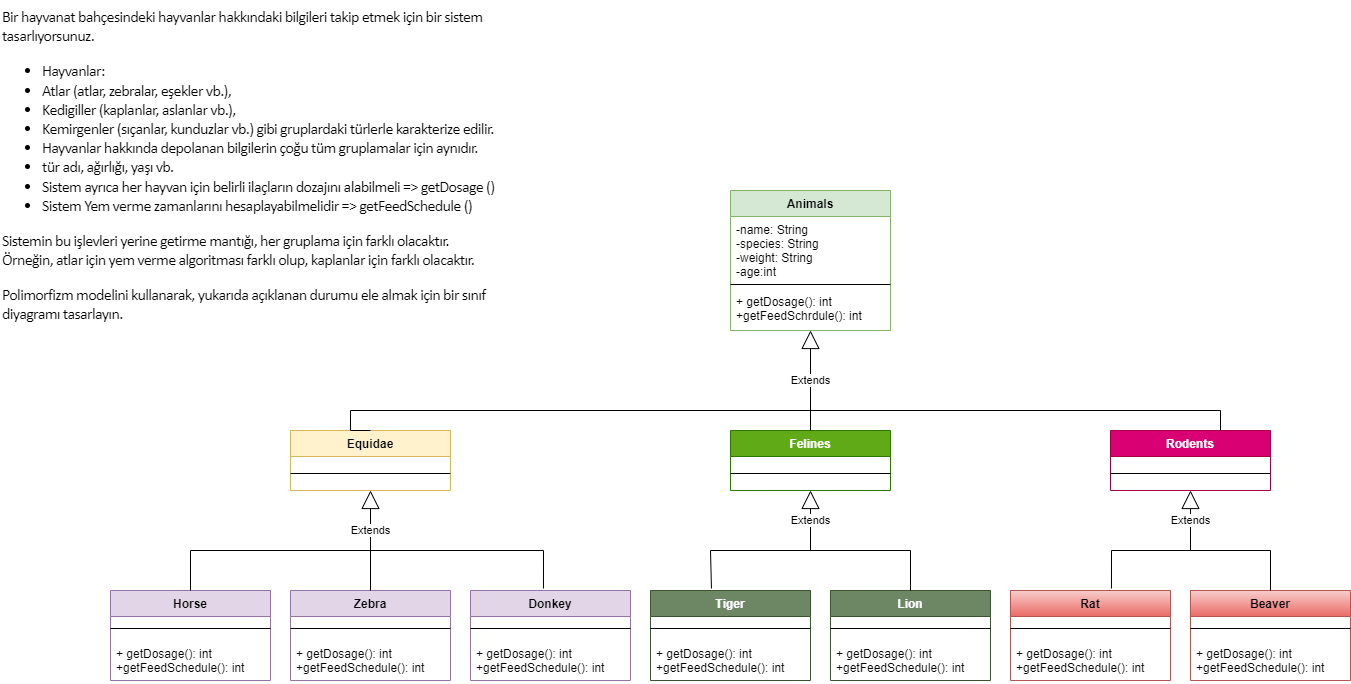 Bir hayvanat bahçesindeki hayvanlar hakkındaki bilgileri takip etmek için bir sistem
tasarlıyorsunuz.
• Hayvanlar:
• Atlar (atlar, zebralar, eşekler vb.),
• Kedigiller (kaplanlar, aslanlar vb.),
• Kemirgenler (sıçanlar, kunduzlar vb.) gibi gruplardaki türlerle karakterize edilir.
• Hayvanlar hakkında depolanan bilgilerin çoğu tüm gruplamalar için aynıdır.
• tür adı, ağırlığı, yaşı vb.
• Sistem ayrıca her hayvan için belirli ilaçların dozajını alabilmeli => getDosage ()
• Sistem Yem verme zamanlarını hesaplayabilmelidir => getFeedSchedule ()
Sistemin bu işlevleri yerine getirme mantığı, her gruplama için farklı olacaktır.
Örneğin, atlar için yem verme algoritması farklı olup, kaplanlar için farklı olacaktır.
Polimorfizm modelini kullanarak, yukarıda açıklanan durumu ele almak için bir sınıf
diyagramı tasarlayın.
Animals
-name: String
-species: String
-weight: String
-age:int
+ getDosage(): int
+getFeedSchrdule(): int
Extends
Equidae
Felines
Rodents
Extends
Extends
Extends
Horse
+ getDosage(): int
+getFeedSchedule(): int
Zebra
+ getDosage(): int
+getFeedSchedule(): int
Donkey
+ getDosage(): int
+getFeedSchedule(): int
Tiger
+ getDosage(): int
+getFeedSchedule(): int
Lion
+ getDosage(): int
+getFeedSchedule(): int
Rat
+ getDosage(): int
+getFeedSchedule(): int
Beaver
+ getDosage(): int
+getFeedSchedule(): int